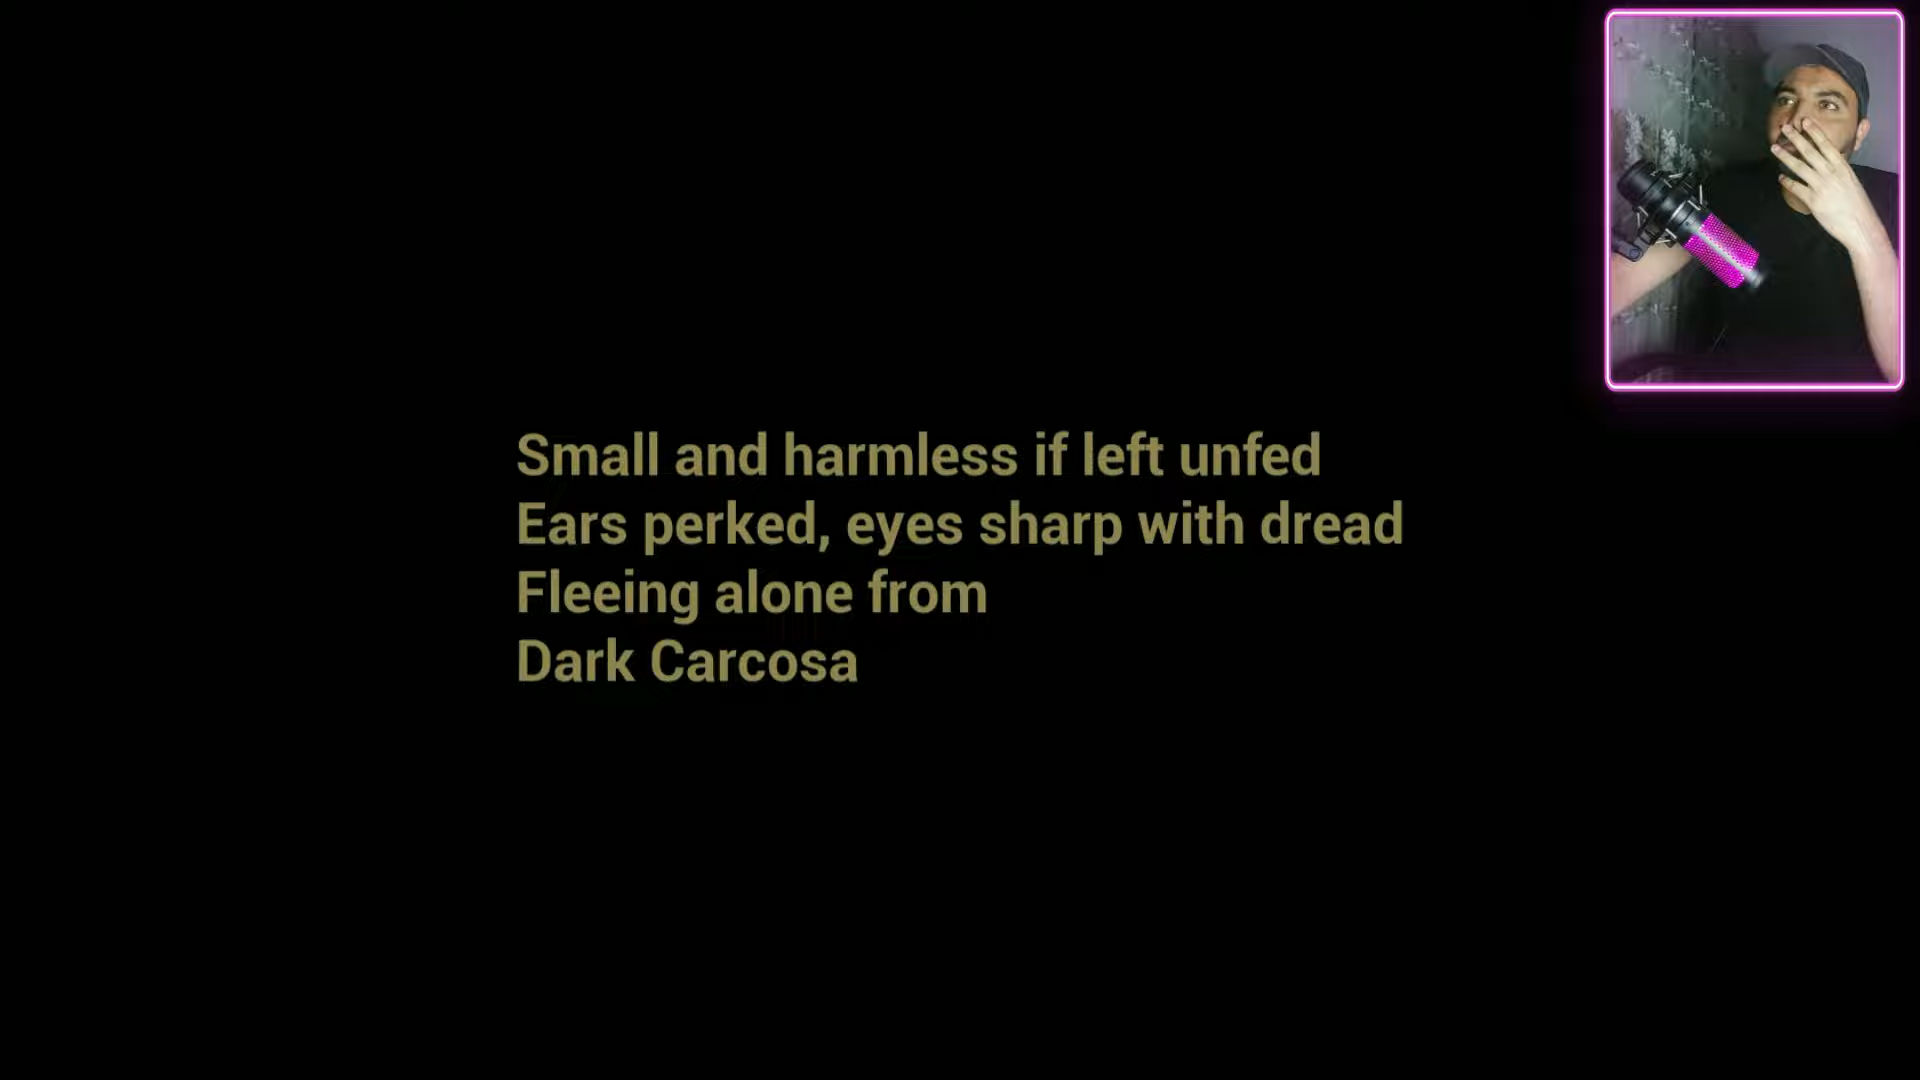 Small and harmless if left unfed
Ears perked, eyes sharp with dread
Fleeing alone from
Dark Carcosa